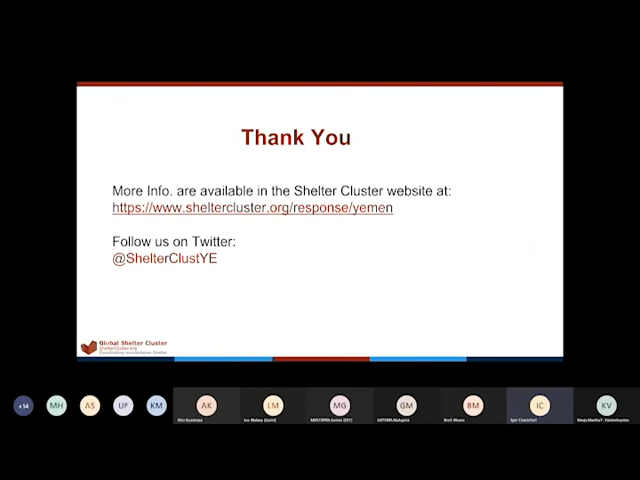 Thank You
More Info. are available in the Shelter Cluster website at:
https://www.sheltercluster.org/response/yemen
Follow us on Twitter:
@ShelterClustYE
Global Shelter Cluster
ShelterCluster.org
Coordinating Humanitarian Shelter
+14
MH
AS
UF
KM
AK
LM
MG
GM
BM
IC
KV